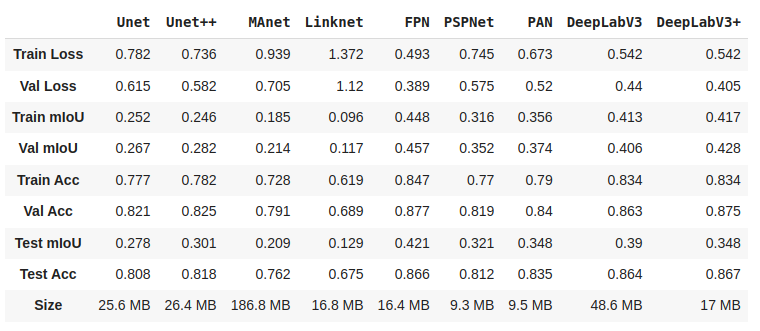 Unet Unet++ MAnet Linknet FPN PSPNet PAN DeepLabV3 DeepLabV3+
Train Loss 0.782 0.736 0.939 1.372 0.493 0.745 0.673 0.542 0.542
Val Loss 0.615 0.582 0.705 1.12 0.389 0.575 0.52 0.44 0.405
Train mIoU 0.252 0.246 0.185 0.096 0.448 0.316 0.356 0.413 0.417
Val mIoU 0.267 0.282 0.214 0.117 0.457 0.352 0.374 0.406 0.428
Train Acc 0.777 0.782 0.728 0.619 0.847 0.77 0.79 0.834 0.834
Val Acc 0.821 0.825 0.791 0.689 0.877 0.819 0.84 0.863 0.875
Test mIoU 0.278 0.301 0.209 0.129 0.421 0.321 0.348 0.39 0.348
Test Acc 0.808 0.818 0.762 0.675 0.866 0.812 0.835 0.864 0.867
Size 25.6 MB 26.4 MB 186.8 MB 16.8 MB 16.4 MB 9.3 MB 9.5 MB 48.6 MB 17 MB